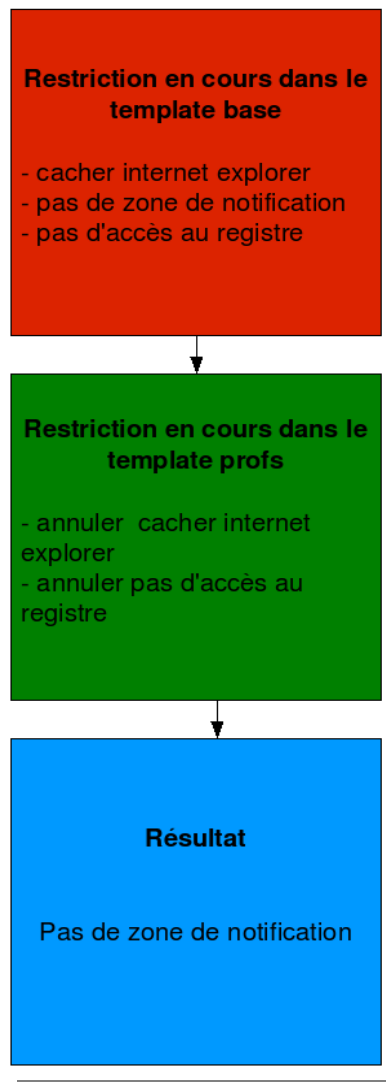 Restriction en cours dans le
template base
- cacher internet explorer
- pas de zone de notification
- pas d'accès au registre
Restriction en cours dans le
template profs
- annuler  cacher internet
explorer
- annuler pas d'accès au
registre
Résultat
Pas de zone de notification